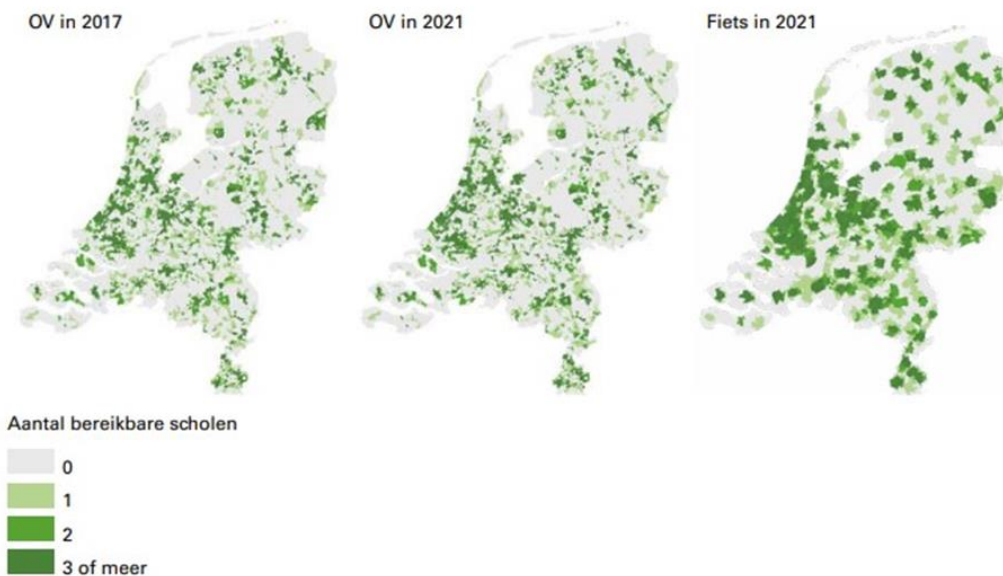 OV in 2017
OV in 2021
Fiets in 2021
Aantal bereikbare scholen
0
1
2
3 of meer